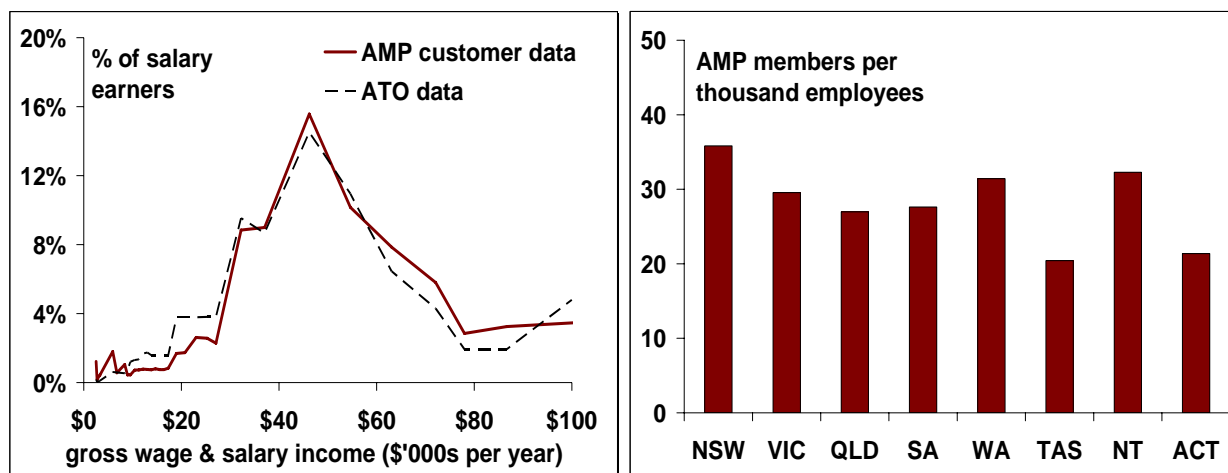 20%
16%
12%
8%
4%
0%
% of salary
earners
AMP customer data
ATO data
$0 $20 $40 $60 $80 $100
gross wage & salary income ($'000s per year)
50
40
30
20
10
0
AMP members per
thousand employees
NSW VIC QLD SA WA TAS NT ACT